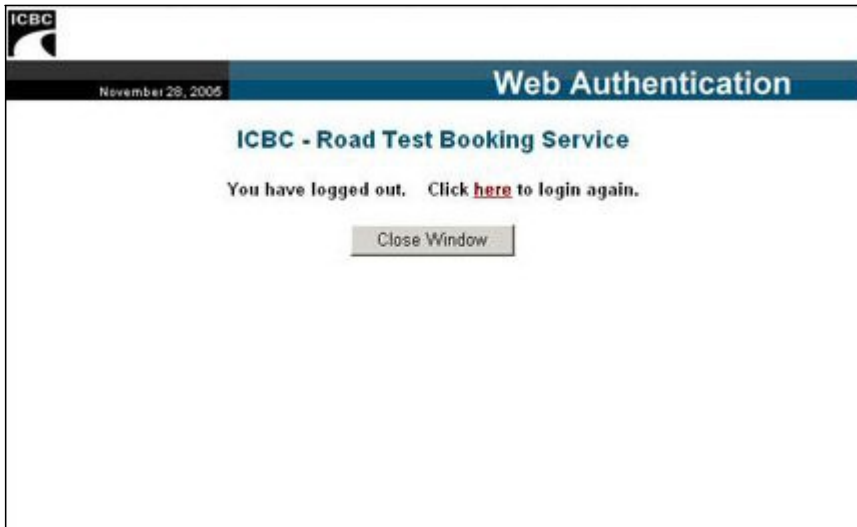 ICBC
Web Authentication
November 28, 2005
ICBC - Road Test Booking Service
You have logged out. Click here to login again.
Close Window